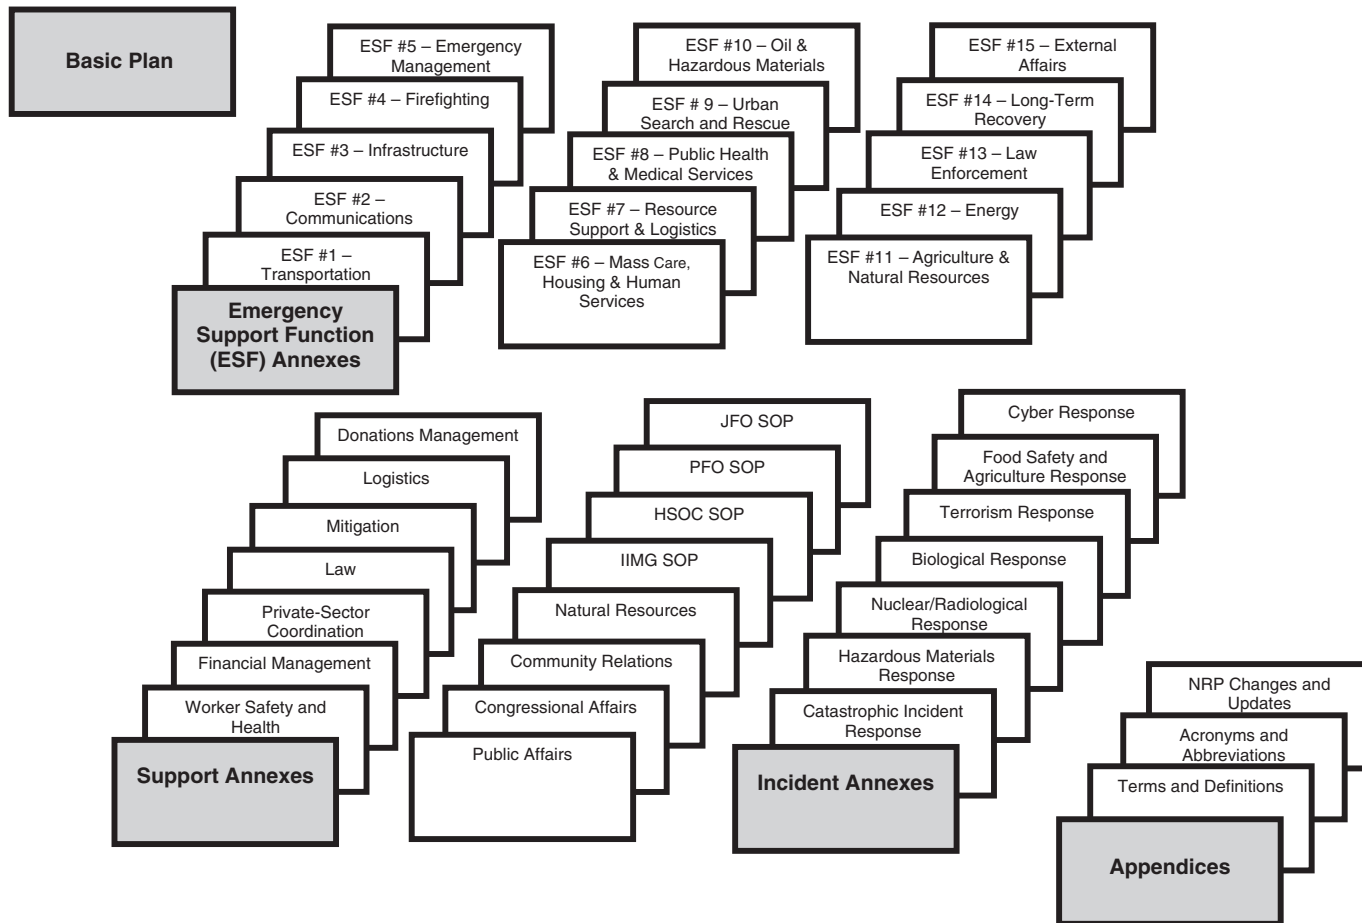 Basic Plan
ESF #5 – Emergency
Management
ESF #4 – Firefighting
ESF #3 – Infrastructure
ESF #2 –
Communications
ESF #1 –
Transportation
Emergency
Support Function
(ESF) Annexes
ESF #10 – Oil &
Hazardous Materials
ESF # 9 – Urban
Search and Rescue
ESF #8 – Public Health
& Medical Services
ESF #7 – Resource
Support & Logistics
ESF #6 – Mass Care,
Housing & Human
Services
ESF #15 – External
Affairs
ESF #14 – Long-Term
Recovery
ESF #13 – Law
Enforcement
ESF #12 – Energy
ESF #11 – Agriculture &
Natural Resources
Donations Management
Logistics
Mitigation
Law
Private-Sector
Coordination
Financial Management
Worker Safety and
Health
Support Annexes
JFO SOP
PFO SOP
HSOC SOP
IIMG SOP
Natural Resources
Community Relations
Congressional Affairs
Public Affairs
Cyber Response
Food Safety and
Agriculture Response
Terrorism Response
Biological Response
Nuclear/Radiological
Response
Hazardous Materials
Response
Catastrophic Incident
Response
Incident Annexes
NRP Changes and
Updates
Acronyms and
Abbreviations
Terms and Definitions
Appendices